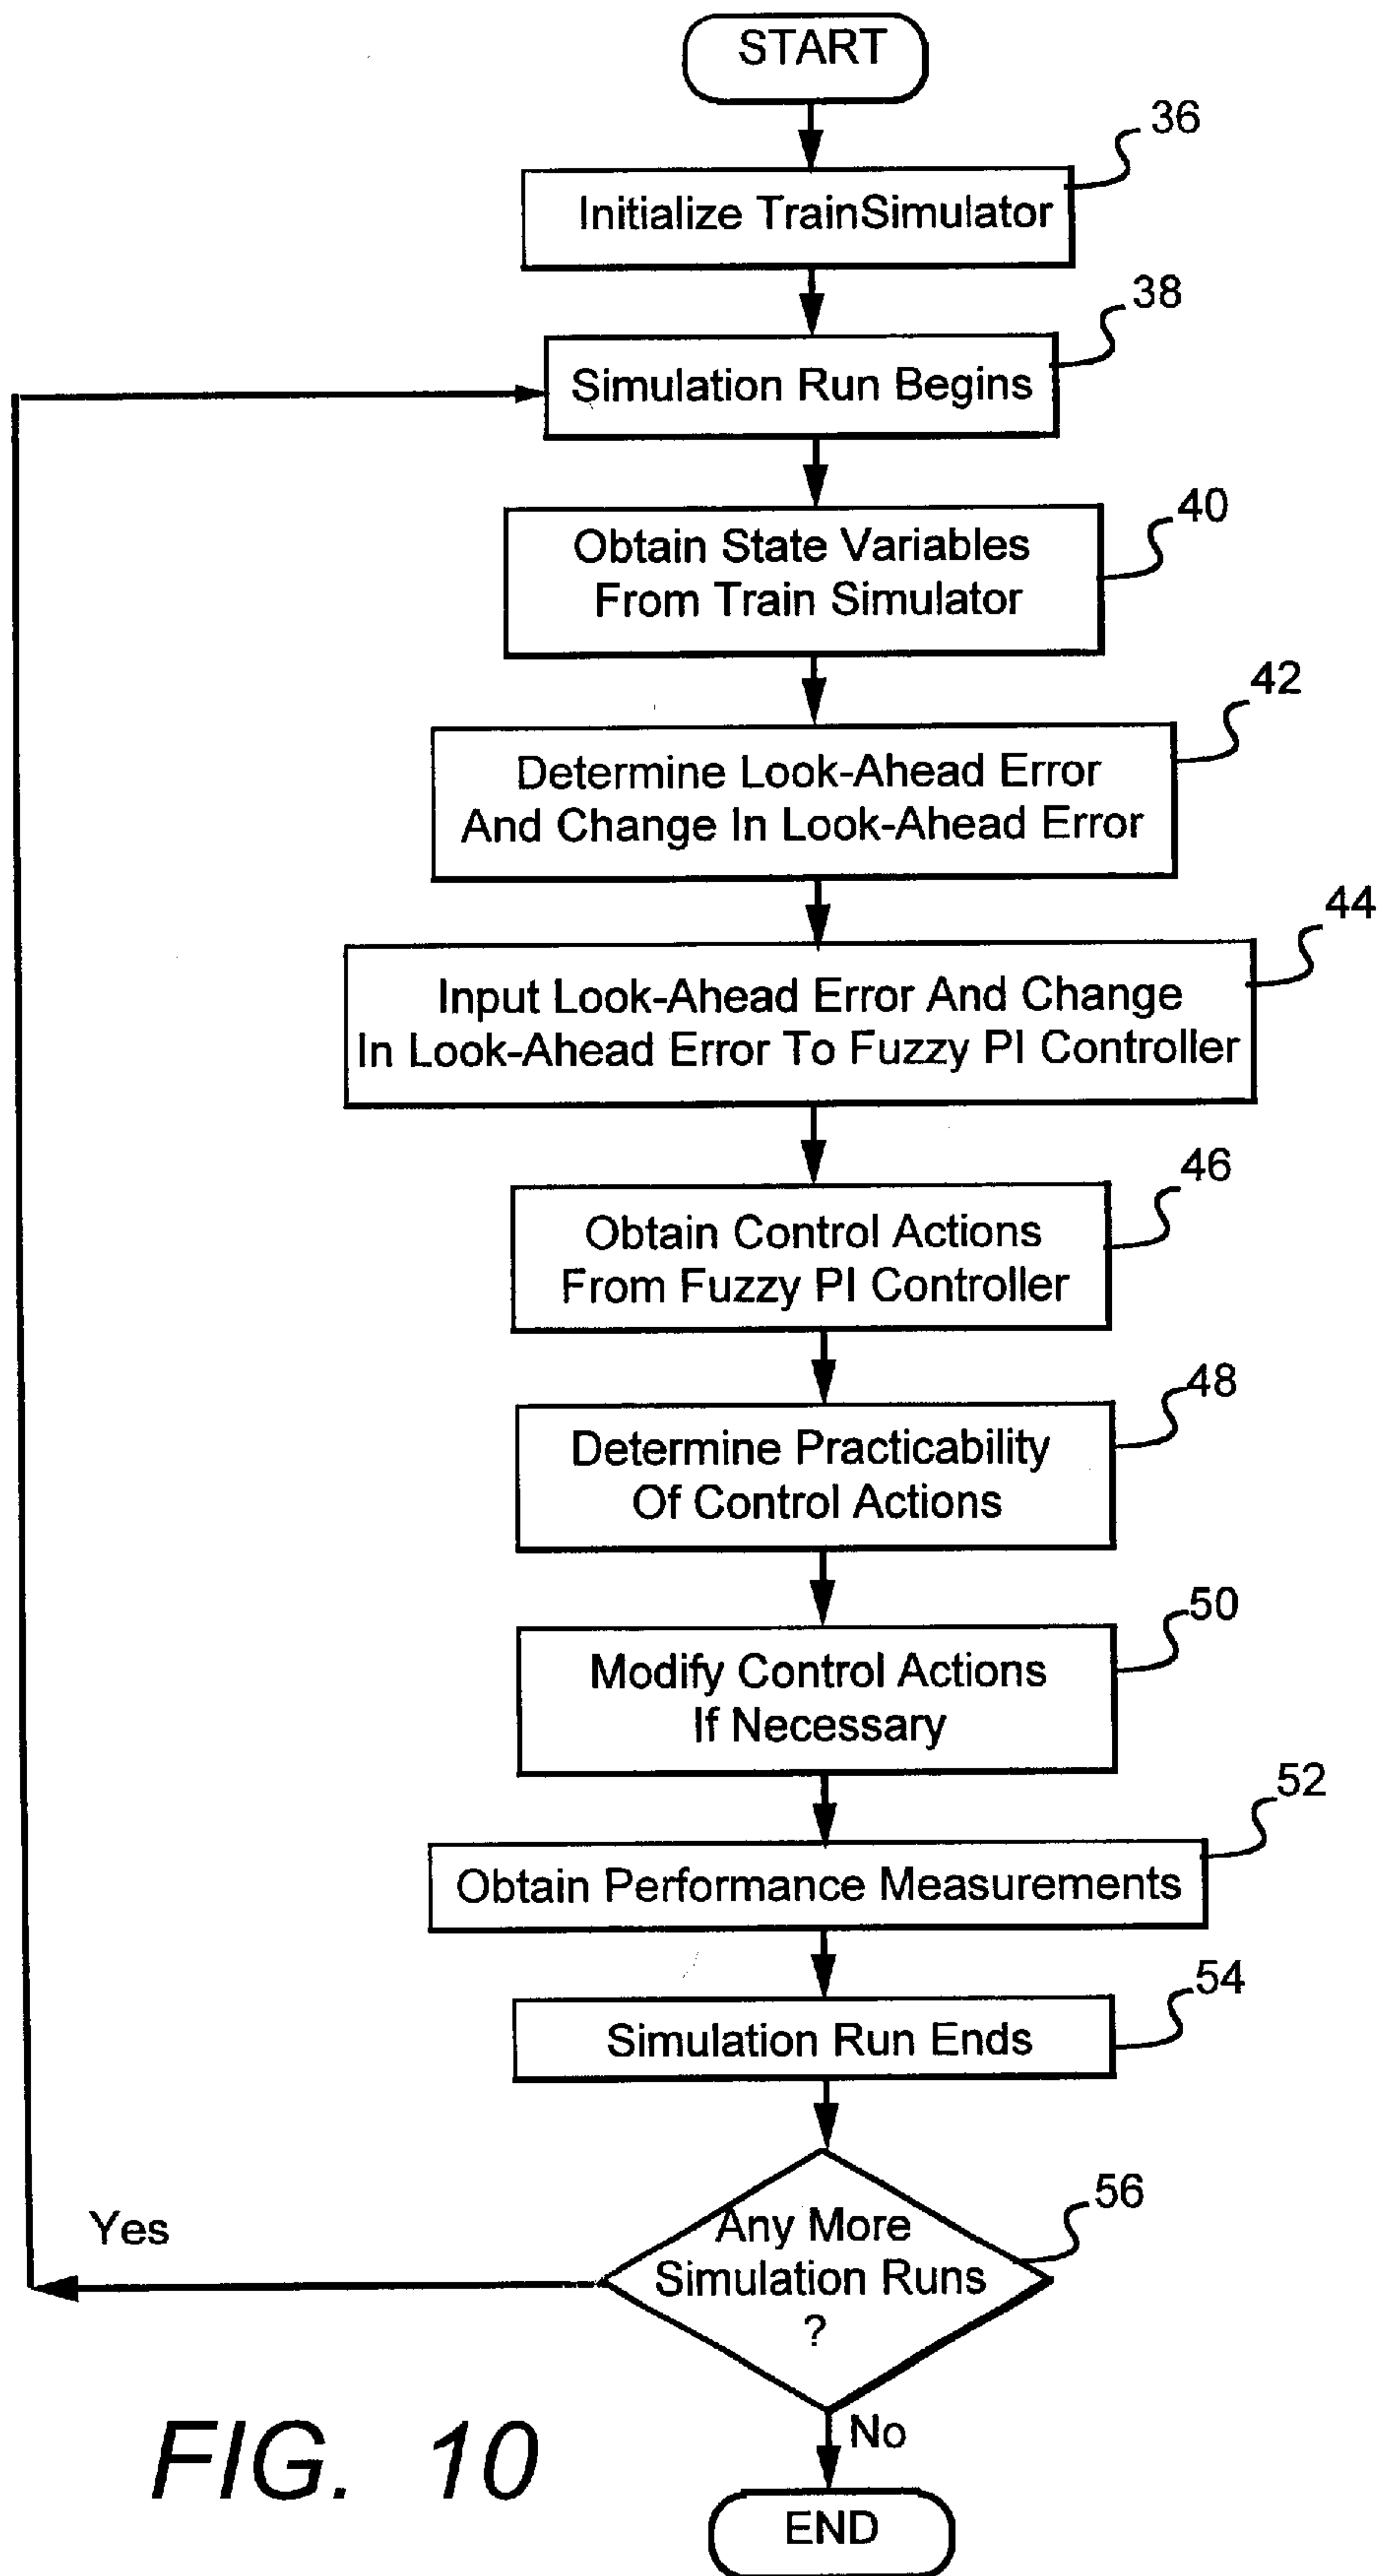 START
36
Initialize TrainSimulator
38
Simulation Run Begins
40
Obtain State Variables
From Train Simulator
42
Determine Look-Ahead Error
And Change In Look-Ahead Error
44
Input Look-Ahead Error And Change
In Look-Ahead Error To Fuzzy PI Controller
46
Obtain Control Actions
From Fuzzy PI Controller
48
Determine Practicability
Of Control Actions
50
Modify Control Actions
If Necessary
52
Obtain Performance Measurements
54
Simulation Run Ends
56
Any More
Simulation Runs
?
Yes
No
END
FIG. 10